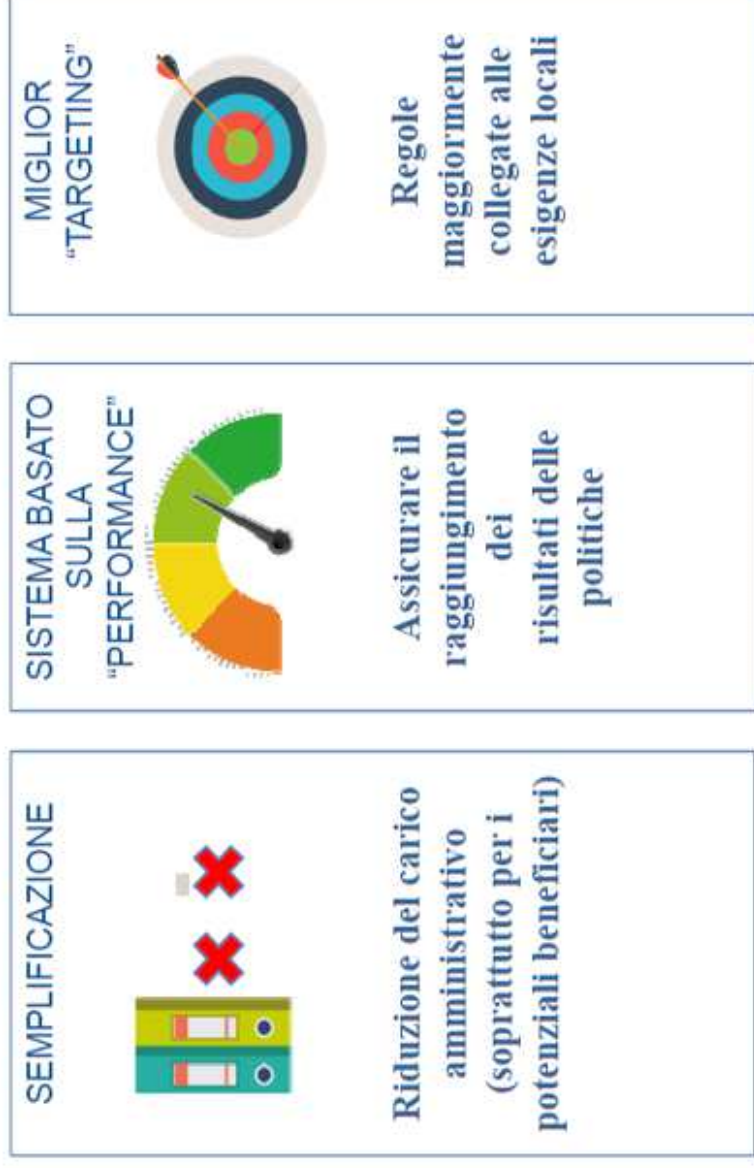 SEMPLIFICAZIONE
Riduzione del carico
amministrativo
(soprattutto per i
potenziali beneficiari)
SISTEMA BASATO
SULLA
“PERFORMANCE”
Assicurare il
raggiungimento
dei
risultati delle
politiche
MIGLIOR
“TARGETING”
Regole
maggiormente
collegate alle
esigenze locali